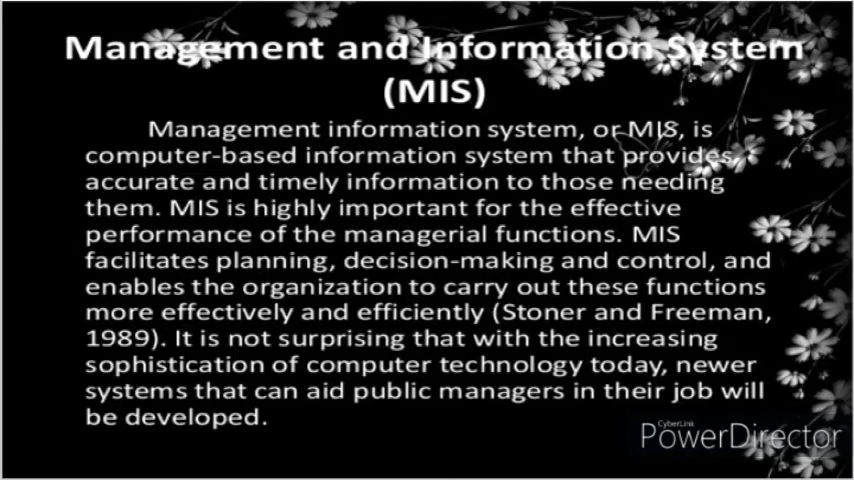 Management and Information System
(MIS)
Management information system, or MIS, is
computer-based information system that provides
accurate and timely information to those needing
them. MIS is highly important for the effective
performance of the managerial functions. MIS
facilitates planning, decision-making and control, and
enables the organization to carry out these functions
more effectively and efficiently (Stoner and Freeman,
1989). It is not surprising that with the increasing
sophistication of computer technology today, newer
systems that can aid public managers in their job will
be developed.
CyberLink
PowerDirector